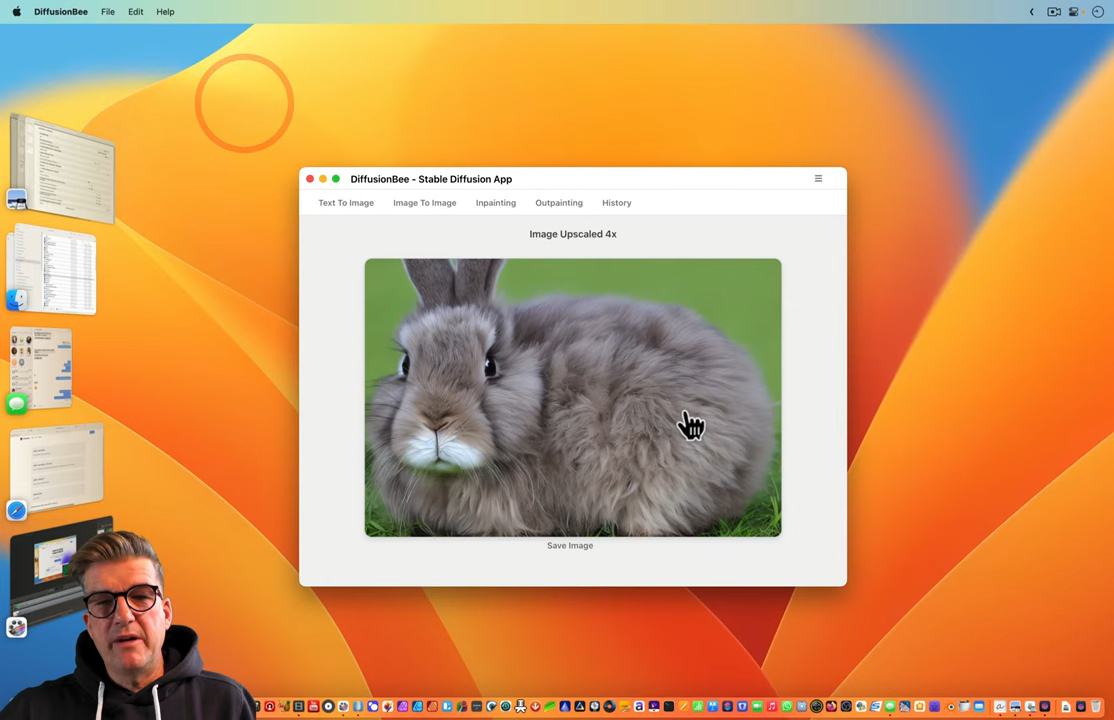 DiffusionBee File Edit Help
DiffusionBee - Stable Diffusion App
Text To Image Image To Image Inpainting Outpainting History
Image Upscaled 4x
Save Image